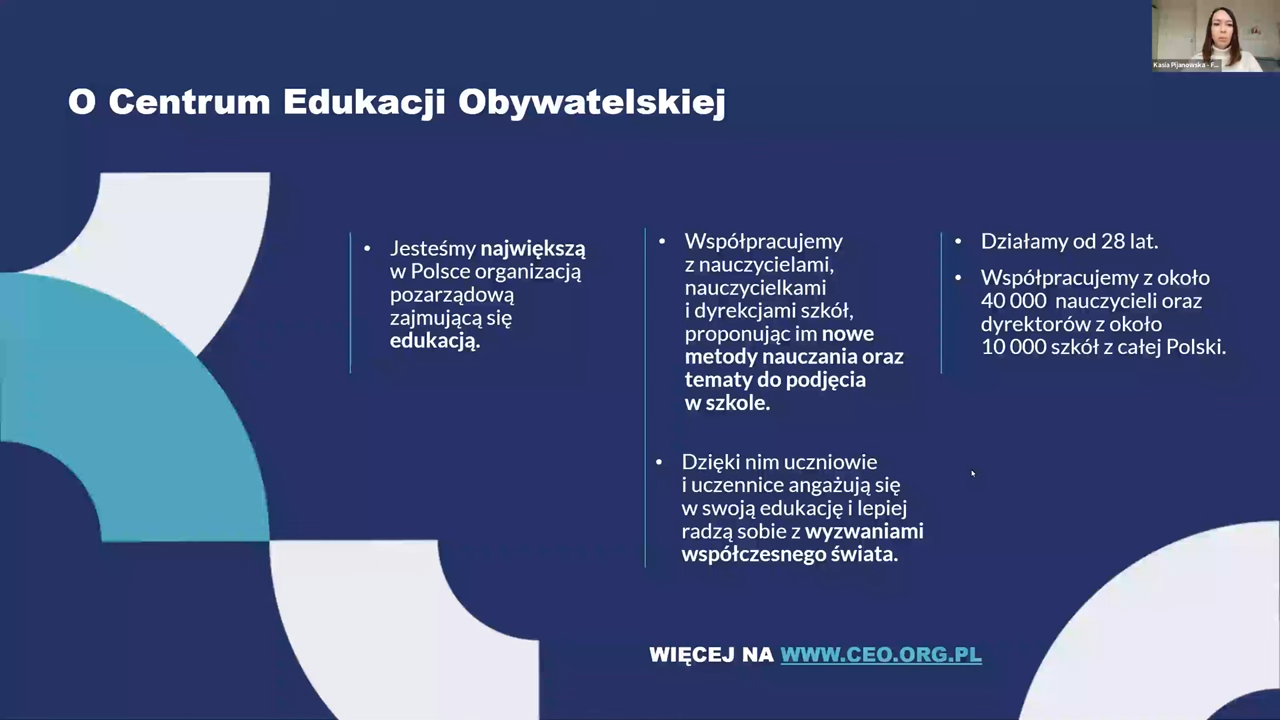 Kasia Pijanowska - F...
O Centrum Edukacji Obywatelskiej
• Jesteśmy największą
w Polsce organizacją
pozarządową
zajmującą się
edukacją.
• Współpracujemy
z nauczycielami,
nauczycielkami
i dyrekcjami szkół,
proponując im nowe
metody nauczania oraz
tematy do podjęcia
w szkole.
• Dzięki nim uczniowie
i uczennice angażują się
w swoją edukację i lepiej
radzą sobie z wyzwaniami
współczesnego świata.
• Działamy od 28 lat.
• Współpracujemy z około
40 000 nauczycieli oraz
dyrektorów z około
10 000 szkół z całej Polski.
WIĘCEJ NA WWW.CEO.ORG.PL